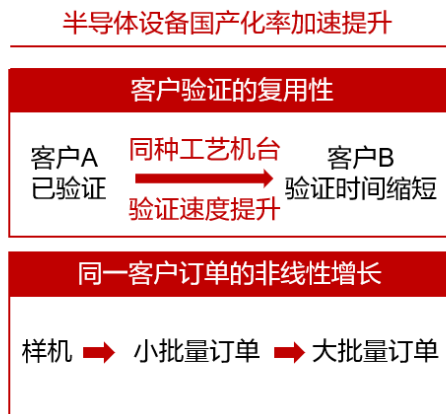 半导体设备国产化率加速提升
客户验证的复用性
客户A
已验证
同种工艺机台
验证速度提升
客户B
验证时间缩短
同一客户订单的非线性增长
样机 小批量订单 大批量订单